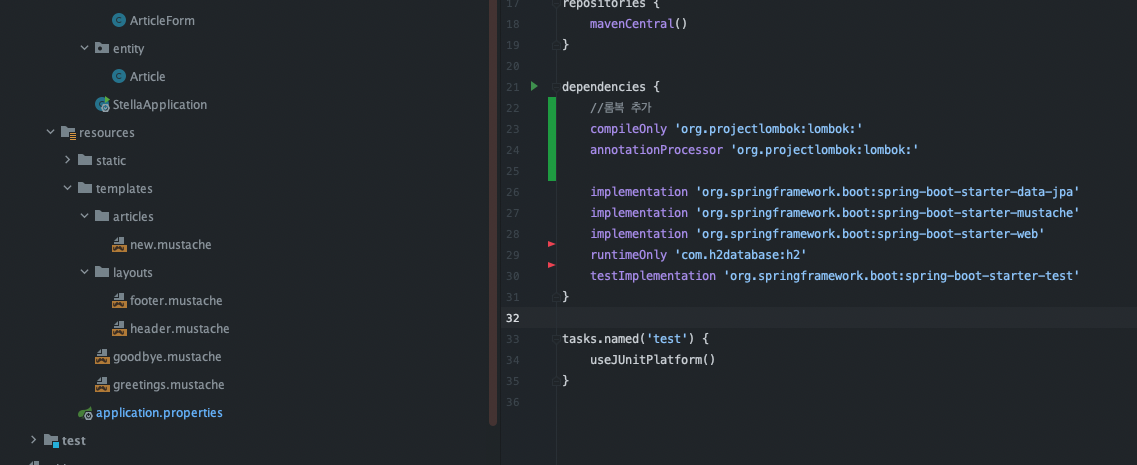 ArticleForm
entity
Article
StellaApplication
resources
static
templates
articles
new.mustache
layouts
footer.mustache
header.mustache
goodbye.mustache
greetings.mustache
application.properties
test
17 repositories {
18 mavenCentral()
19 }
20
21 dependencies {
22 //롬복 추가
23 compileOnly 'org.projectlombok:lombok:'
24 annotationProcessor 'org.projectlombok:lombok:'
25
26 implementation 'org.springframework.boot:spring-boot-starter-data-jpa'
27 implementation 'org.springframework.boot:spring-boot-starter-mustache'
28 implementation 'org.springframework.boot:spring-boot-starter-web'
29 runtimeOnly 'com.h2database:h2'
30 testImplementation 'org.springframework.boot:spring-boot-starter-test'
31 }
32
33 tasks.named('test') {
34 useJUnitPlatform()
35 }
36